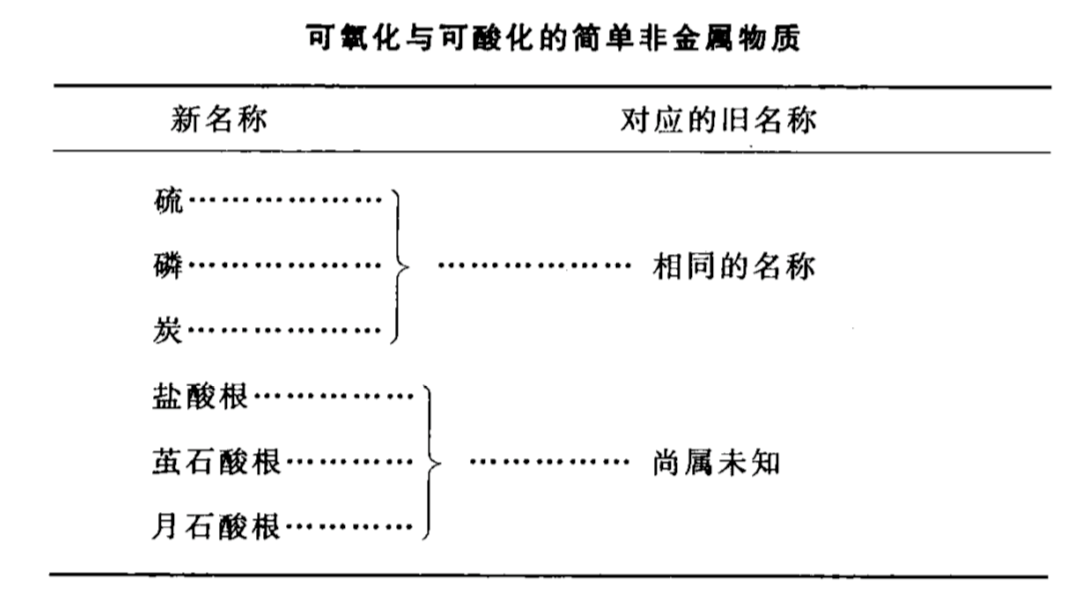 可氧化与可酸化的简单非金属物质
新名称 对应的旧名称
硫………………
磷……………… ……………… 相同的名称
炭………………
盐酸根……………
萤石酸根………… …………… 尚属未知
月石酸根…………